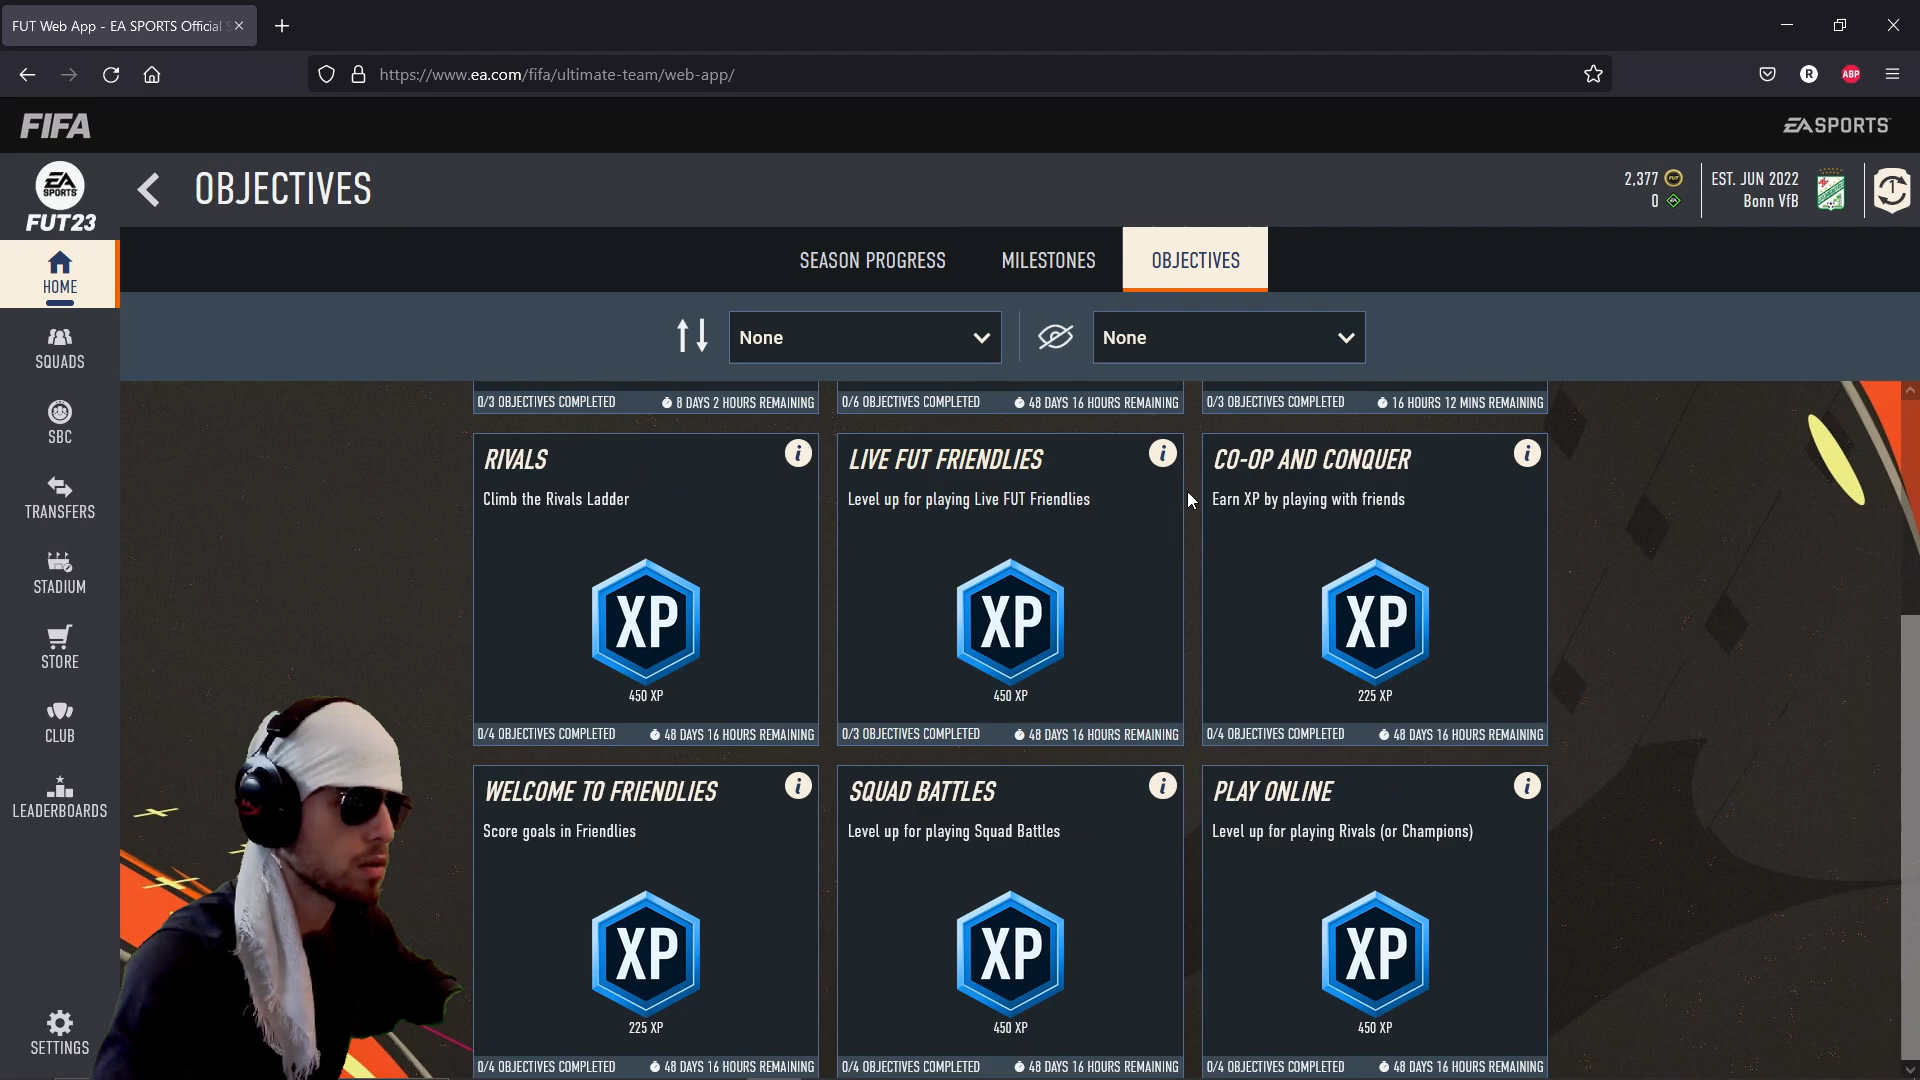 FUT Web App - EA SPORTS Official
https://www.ea.com/fifa/ultimate-team/web-app/
R
ABP
FIFA
EA SPORTS
EA SPORTS
FUT23
OBJECTIVES
2,377
0
EST. JUN 2022
Bonn VfB
1
HOME
SQUADS
SBC
TRANSFERS
STADIUM
STORE
CLUB
LEADERBOARDS
SETTINGS
SEASON PROGRESS
MILESTONES
OBJECTIVES
None
None
0/3 OBJECTIVES COMPLETED
8 DAYS 2 HOURS REMAINING
0/6 OBJECTIVES COMPLETED
48 DAYS 16 HOURS REMAINING
0/3 OBJECTIVES COMPLETED
16 HOURS 12 MINS REMAINING
RIVALS
Climb the Rivals Ladder
XP
450 XP
0/4 OBJECTIVES COMPLETED
48 DAYS 16 HOURS REMAINING
LIVE FUT FRIENDLIES
Level up for playing Live FUT Friendlies
XP
450 XP
0/3 OBJECTIVES COMPLETED
48 DAYS 16 HOURS REMAINING
CO-OP AND CONQUER
Earn XP by playing with friends
XP
225 XP
0/4 OBJECTIVES COMPLETED
48 DAYS 16 HOURS REMAINING
WELCOME TO FRIENDLIES
Score goals in Friendlies
XP
225 XP
0/4 OBJECTIVES COMPLETED
48 DAYS 16 HOURS REMAINING
SQUAD BATTLES
Level up for playing Squad Battles
XP
450 XP
0/4 OBJECTIVES COMPLETED
48 DAYS 16 HOURS REMAINING
PLAY ONLINE
Level up for playing Rivals (or Champions)
XP
450 XP
0/4 OBJECTIVES COMPLETED
48 DAYS 16 HOURS REMAINING